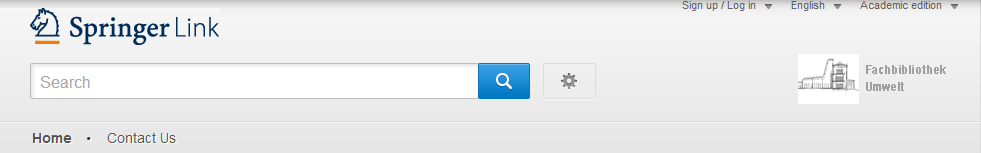 Sign up / Log in English Academic edition
Springer Link
Search
Fachbibliothek
Umwelt
Home • Contact Us